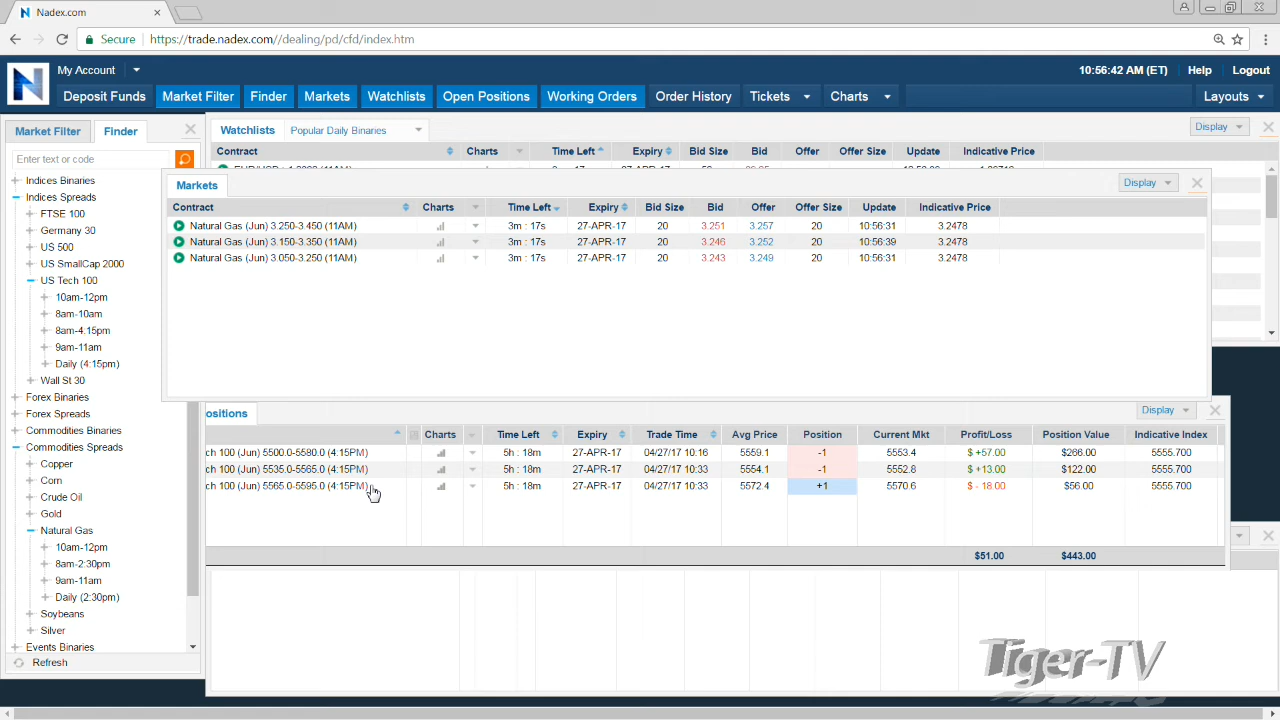 Nadex.com
Secure https://trade.nadex.com//dealing/pd/cfd/index.htm
My Account 10:56:42 AM (ET) Help Logout
Deposit Funds Market Filter Finder Markets Watchlists Open Positions Working Orders Order History Tickets Charts Layouts
Market Filter Finder
Watchlists Popular Daily Binaries Display
Contract Charts Time Left Expiry Bid Size Bid Offer Offer Size Update Indicative Price
Enter text or code
Indices Binaries
Indices Spreads
FTSE 100
Germany 30
US 500
US SmallCap 2000
US Tech 100
10am-12pm
8am-10am
8am-4.15pm
9am-11am
Daily (4:15pm)
Wall St 30
Forex Binaries
Forex Spreads
Commodities Binaries
Commodities Spreads
Copper
Corn
Crude Oil
Gold
Natural Gas
10am-12pm
8am-2:30pm
9am-11am
Daily (2:30pm)
Soybeans
Silver
Events Binaries
Refresh
Markets Display
Contract Charts Time Left Expiry Bid Size Bid Offer Offer Size Update Indicative Price
Natural Gas (Jun) 3.250-3.450 (11AM) 3m : 17s 27-APR-17 20 3.251 3.257 20 10:56:31 3.2478
Natural Gas (Jun) 3.150-3.350 (11AM) 3m : 17s 27-APR-17 20 3.246 3.252 20 10:56:39 3.2478
Natural Gas (Jun) 3.050-3.250 (11AM) 3m : 17s 27-APR-17 20 3.243 3.249 20 10:56:31 3.2478
ositions Display
Charts Time Left Expiry Trade Time Avg Price Position Current Mkt Profit/Loss Position Value Indicative Index
ch 100 (Jun) 5500.0-5580.0 (4:15PM) 5h : 18m 27-APR-17 04/27/17 10:16 5559.1 -1 5553.4 $ +57.00 $266.00 5555.700
ch 100 (Jun) 5535.0-5565.0 (4:15PM) 5h : 18m 27-APR-17 04/27/17 10:33 5554.1 -1 5552.8 $ +13.00 $122.00 5555.700
ch 100 (Jun) 5565.0-5595.0 (4:15PM) 5h : 18m 27-APR-17 04/27/17 10:33 5572.4 +1 5570.6 $ - 18.00 $56.00 5555.700
$51.00 $443.00
Tiger-TV